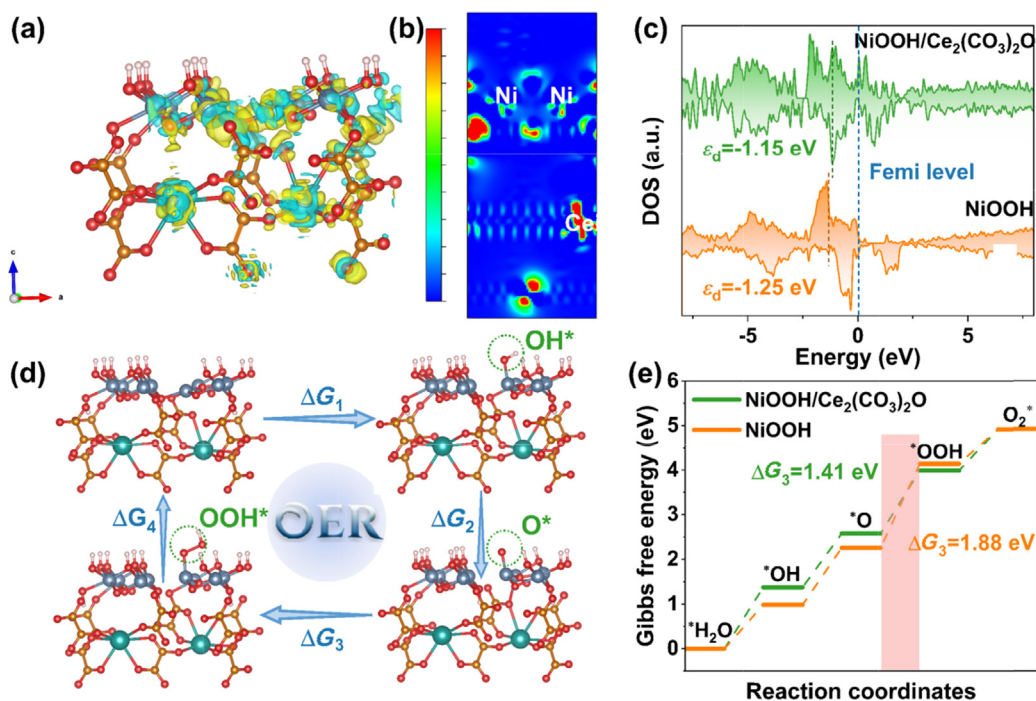 (a)
c
a
(b)
Ni
Ni
Ce
(c)
DOS (a.u.)
NiOOH/Ce₂(CO₃)₂O
εd=-1.15 eV
Femi level
NiOOH
εd=-1.25 eV
-5
0
5
Energy (eV)
(d)
ΔG₁
OH*
ΔG₄
OER
ΔG₂
OOH*
O*
ΔG₃
(e)
Gibbs free energy (eV)
6
5
4
3
2
1
0
NiOOH/Ce₂(CO₃)₂O
NiOOH
O₂*
*OOH
ΔG₃=1.41 eV
*O
ΔG₃=1.88 eV
*OH
*H₂O
Reaction coordinates